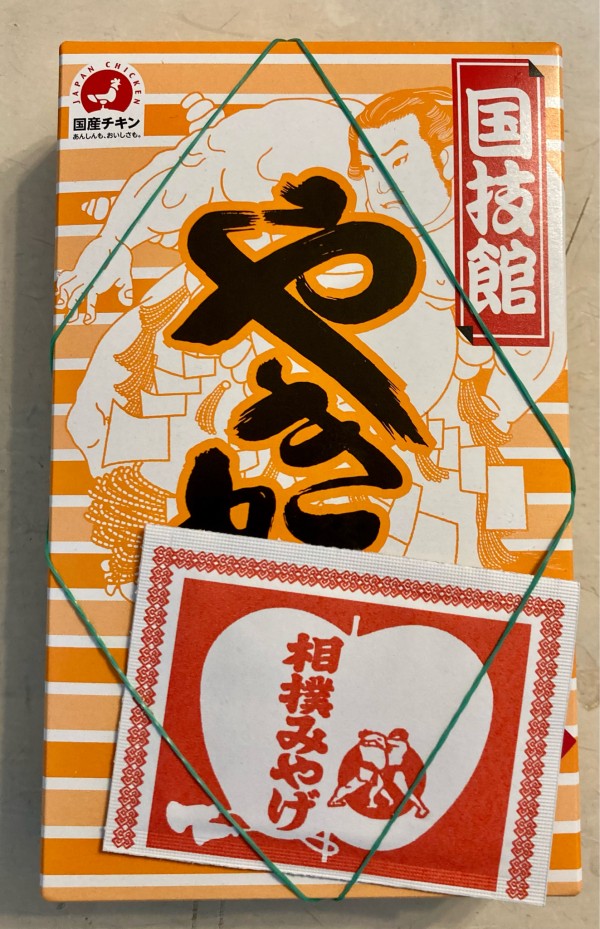 JAPAN CHICKEN
国産チキン
あんしんも、おいしさも。
国技館
やき
相撲みやげ